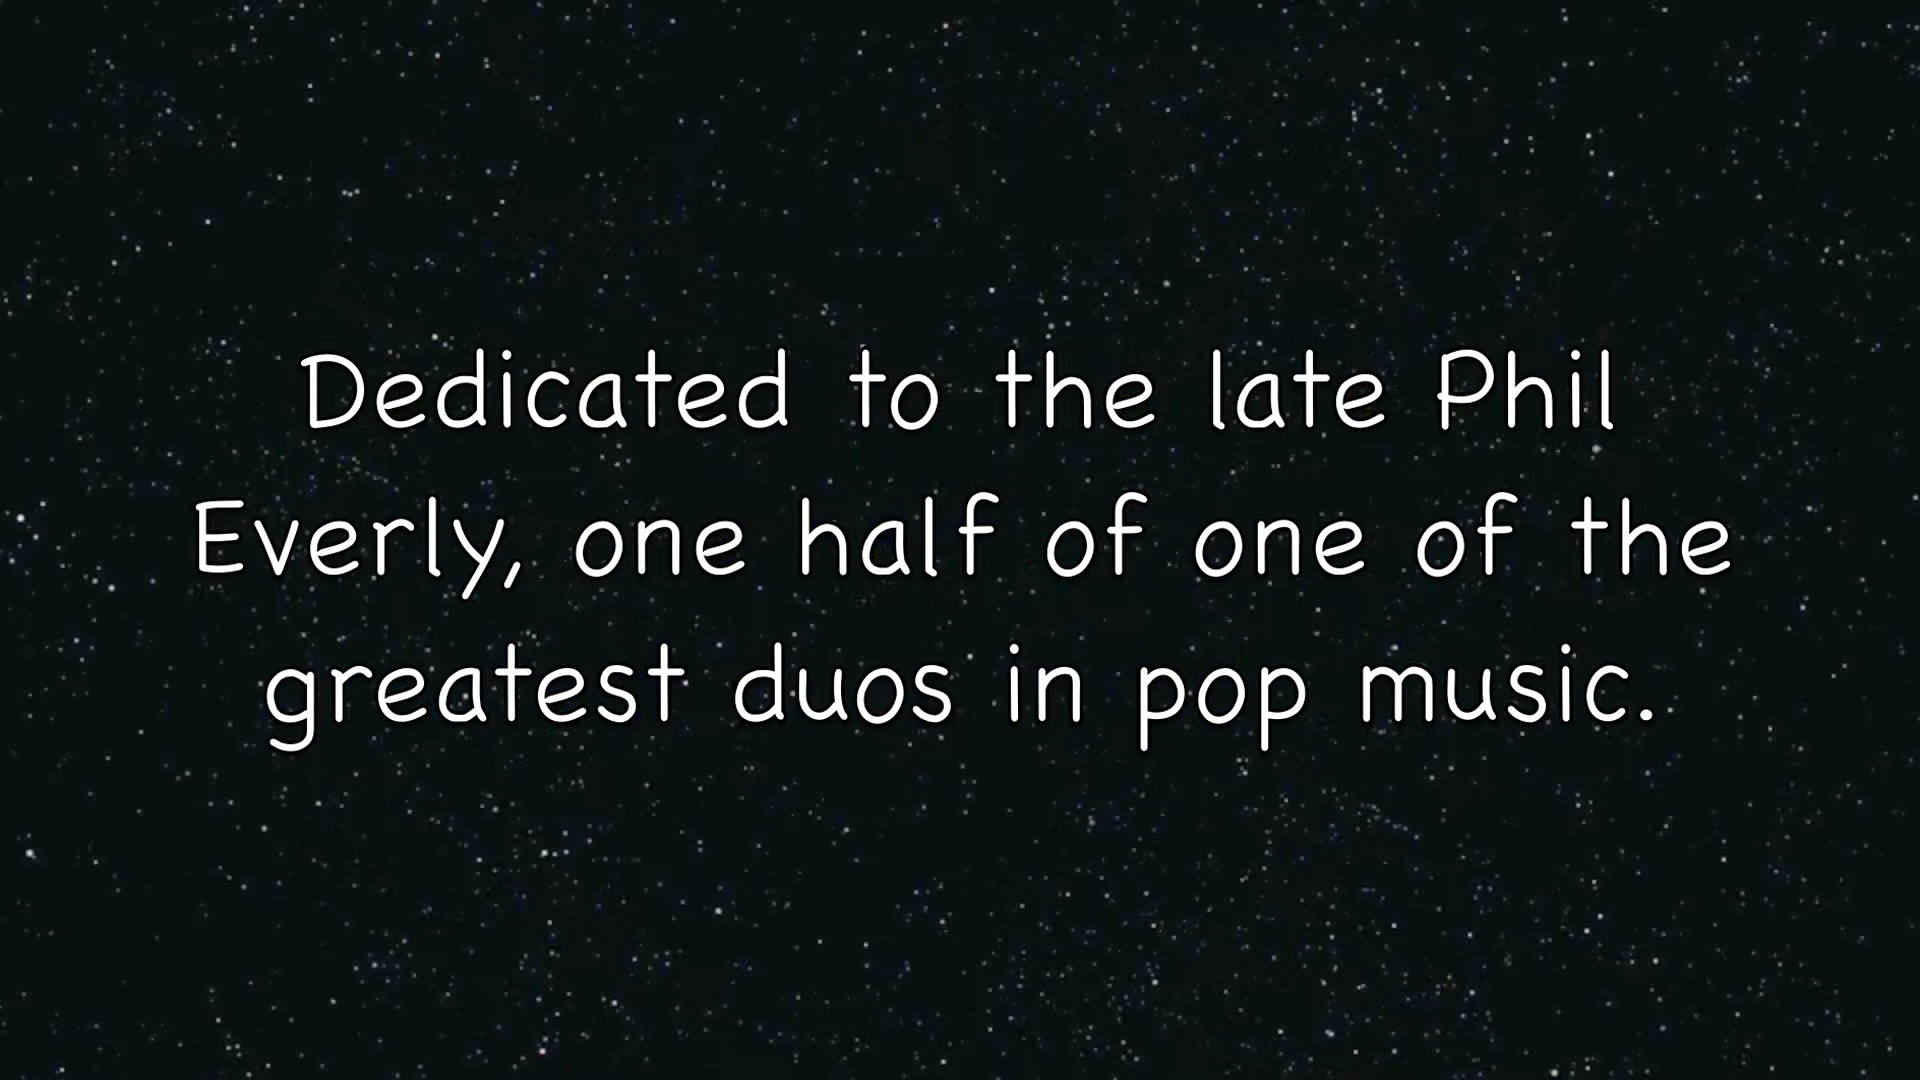 Dedicated to the late Phil
Everly, one half of one of the
greatest duos in pop music.